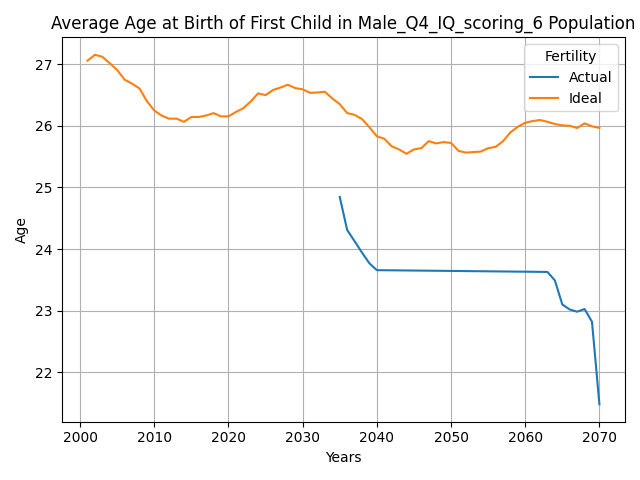 Average Age at Birth of First Child in Male_Q4_IQ_scoring_6 Population
Fertility
Actual
Ideal
27
26
25
24
23
22
Age
2000 2010 2020 2030 2040 2050 2060 2070
Years